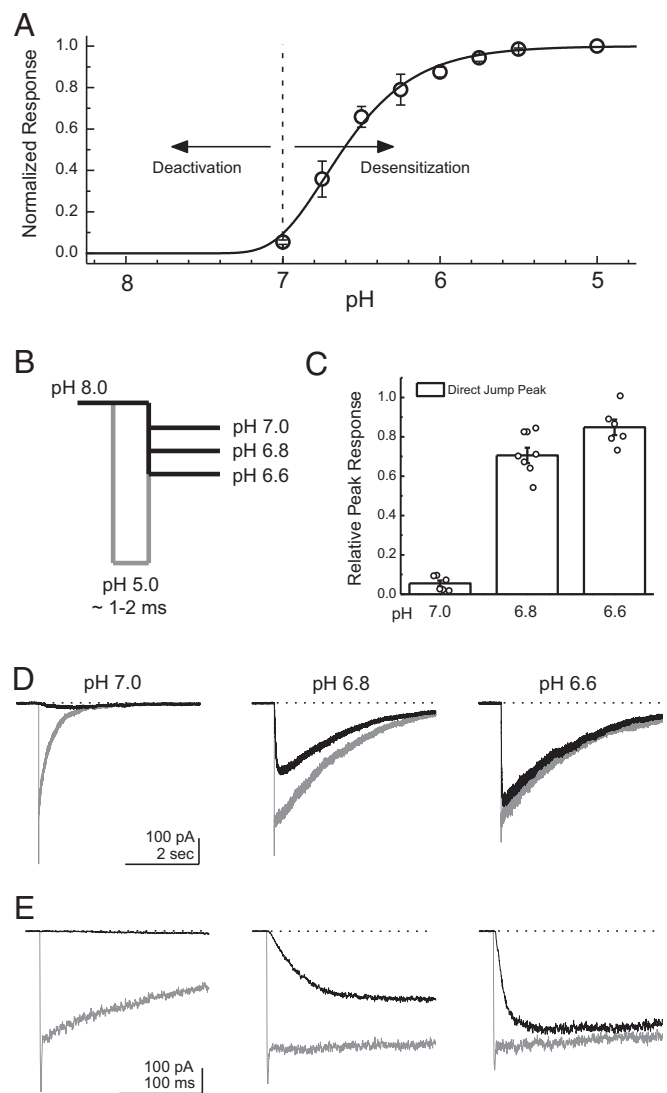 A
Normalized Response
1.0
0.8
0.6
0.4
0.2
0.0
Deactivation
Desensitization
8
7
6
5
pH
B
pH 8.0
pH 7.0
pH 6.8
pH 6.6
pH 5.0
~ 1-2 ms
C
Relative Peak Response
1.0
0.8
0.6
0.4
0.2
0.0
Direct Jump Peak
pH
7.0
6.8
6.6
D
pH 7.0
pH 6.8
pH 6.6
100 pA
2 sec
E
100 pA
100 ms